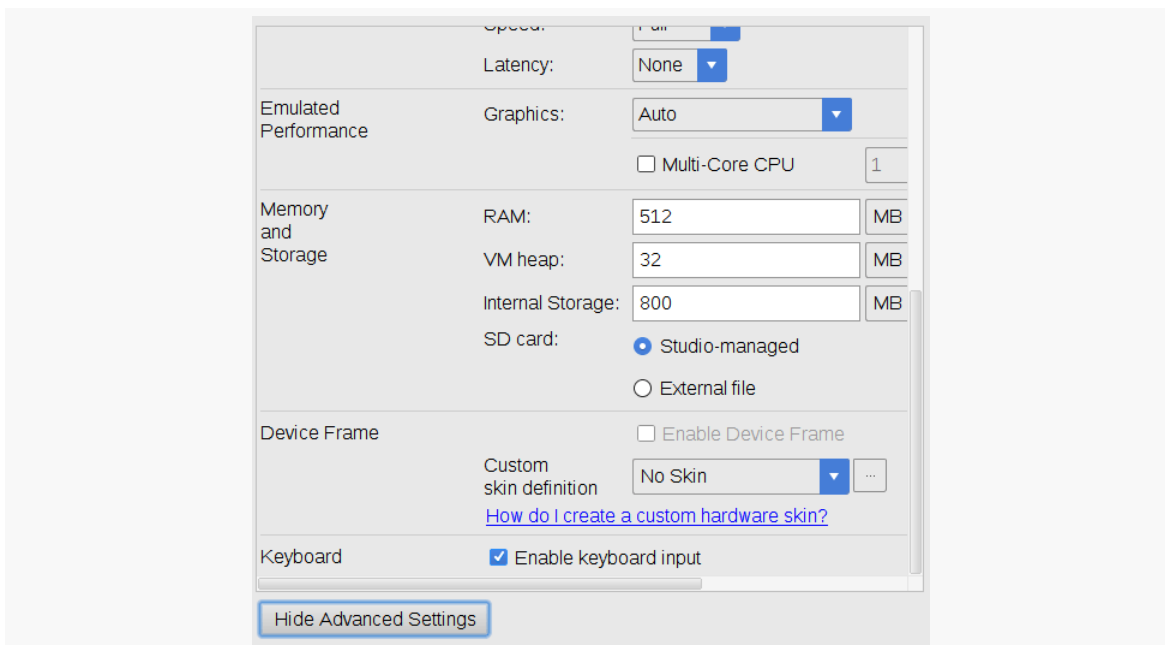 Speed: Full
Latency: None
Emulated Performance
Graphics: Auto
Multi-Core CPU 1
Memory and Storage
RAM: 512 MB
VM heap: 32 MB
Internal Storage: 800 MB
SD card: Studio-managed
External file
Device Frame
Enable Device Frame
Custom skin definition
No Skin ...
How do I create a custom hardware skin?
Keyboard
Enable keyboard input
Hide Advanced Settings